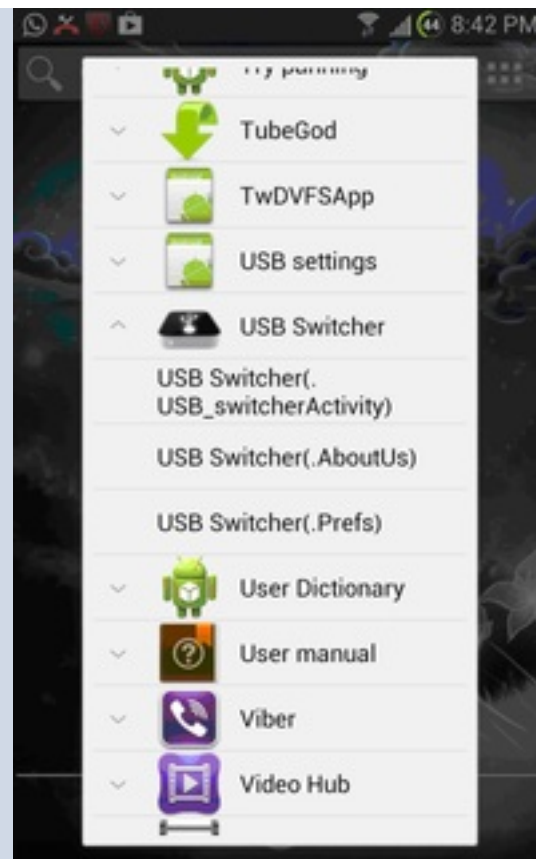 44 8:42 PM
TubeGod
TwDVFSApp
USB settings
USB Switcher
USB Switcher(.
USB_switcherActivity)
USB Switcher(.AboutUs)
USB Switcher(.Prefs)
User Dictionary
User manual
Viber
Video Hub